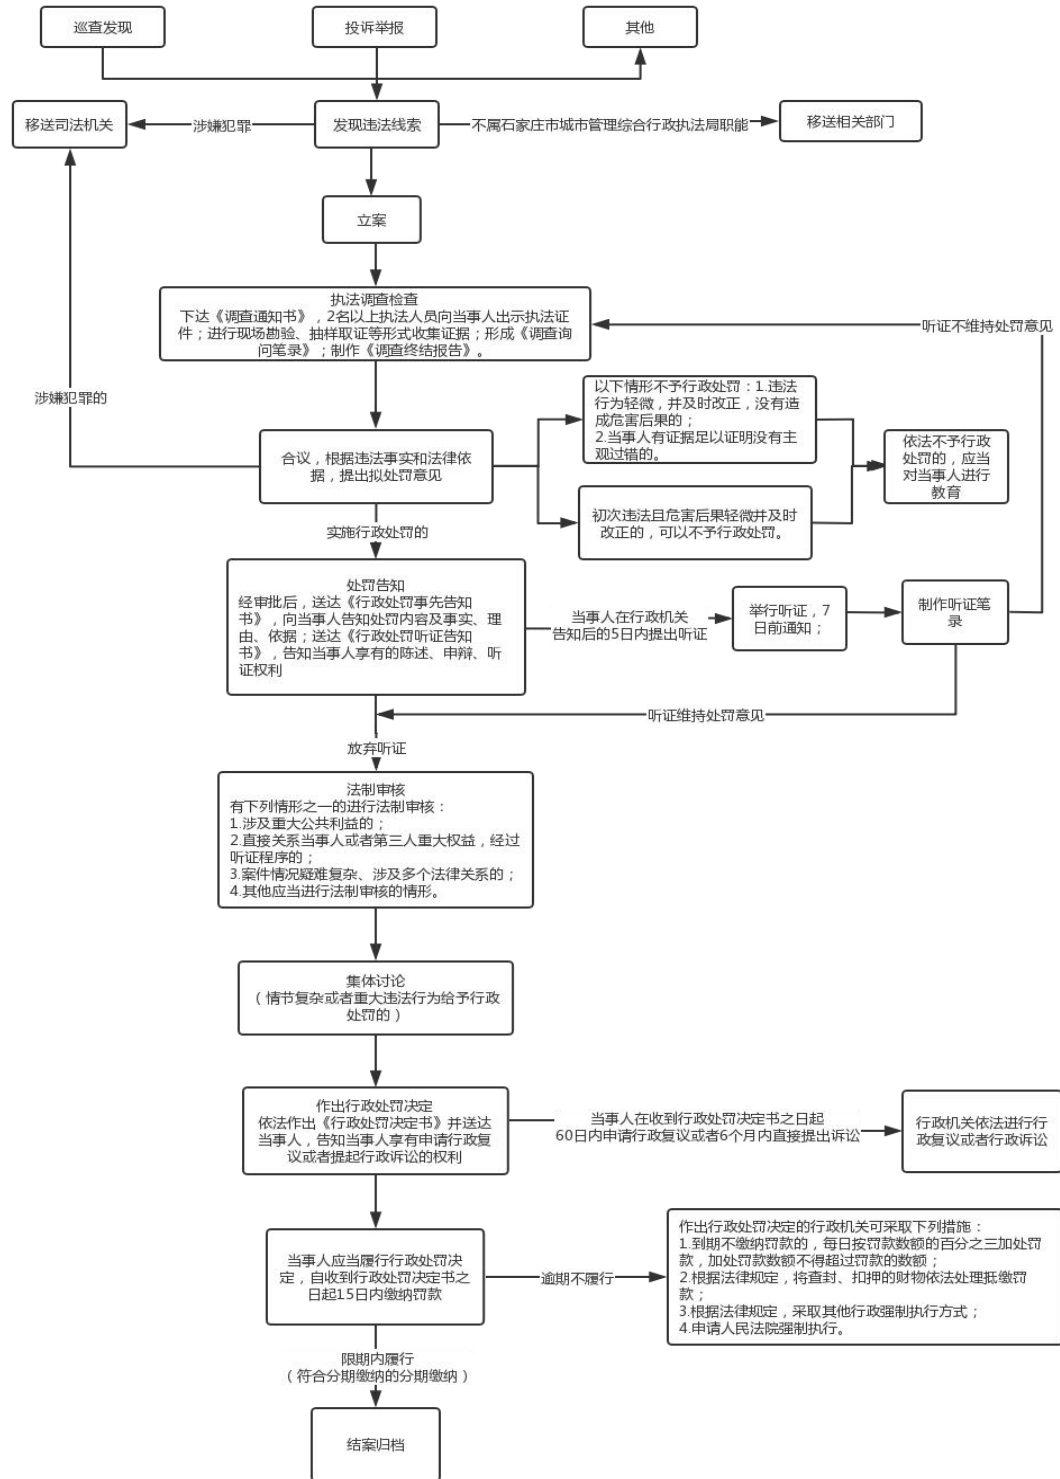 巡查发现
投诉举报
其他
移送司法机关
涉嫌犯罪
发现违法线索
不属石家庄市城市管理综合行政执法局职能
移送相关部门
立案
执法调查检查
下达《调查通知书》，2名以上执法人员向当事人出示执法证
件；进行现场勘验、抽样取证等形式收集证据；形成《调查询
问笔录》；制作《调查终结报告》。
听证不维持处罚意见
涉嫌犯罪的
以下情形不予行政处罚：1.违法
行为轻微，并及时改正，没有造
成危害后果的；
2.当事人有证据足以证明没有主
观过错的。
合议，根据违法事实和法律依
据，提出拟处罚意见
依法不予行政
处罚的，应当
对当事人进行
教育
初次违法且危害后果轻微并及时
改正的，可以不予行政处罚。
实施行政处罚的
处罚告知
经审批后，送达《行政处罚事先告知
书》，向当事人告知处罚内容及事实、理
由、依据；送达《行政处罚听证告知
书》，告知当事人享有的陈述、申辩、听
证权利
当事人在行政机关
告知后的5日内提出听证
举行听证，7
日前通知；
制作听证笔
录
听证维持处罚意见
放弃听证
法制审核
有下列情形之一的进行法制审核：
1.涉及重大公共利益的；
2.直接关系当事人或者第三人重大权益，经过
听证程序的；
3.案件情况疑难复杂、涉及多个法律关系的；
4.其他应当进行法制审核的情形。
集体讨论
（情节复杂或者重大违法行为给予行政
处罚的）
作出行政处罚决定
依法作出《行政处罚决定书》并送达
当事人，告知当事人享有申请行政复
议或者提起行政诉讼的权利
当事人在收到行政处罚决定书之日起
60日内申请行政复议或者6个月内直接提出诉讼
行政机关依法进行行
政复议或者行政诉讼
当事人应当履行行政处罚决
定，自收到行政处罚决定书之
日起15日内缴纳罚款
逾期不履行
作出行政处罚决定的行政机关可采取下列措施：
1.到期不缴纳罚款的，每日按罚款数额的百分之三加处罚
款，加处罚款数额不得超过罚款的数额；
2.根据法律规定，将查封、扣押的财物依法处理抵缴罚
款；
3.根据法律规定，采取其他行政强制执行方式；
4.申请人民法院强制执行。
限期内履行
（符合分期缴纳的分期缴纳）
结案归档